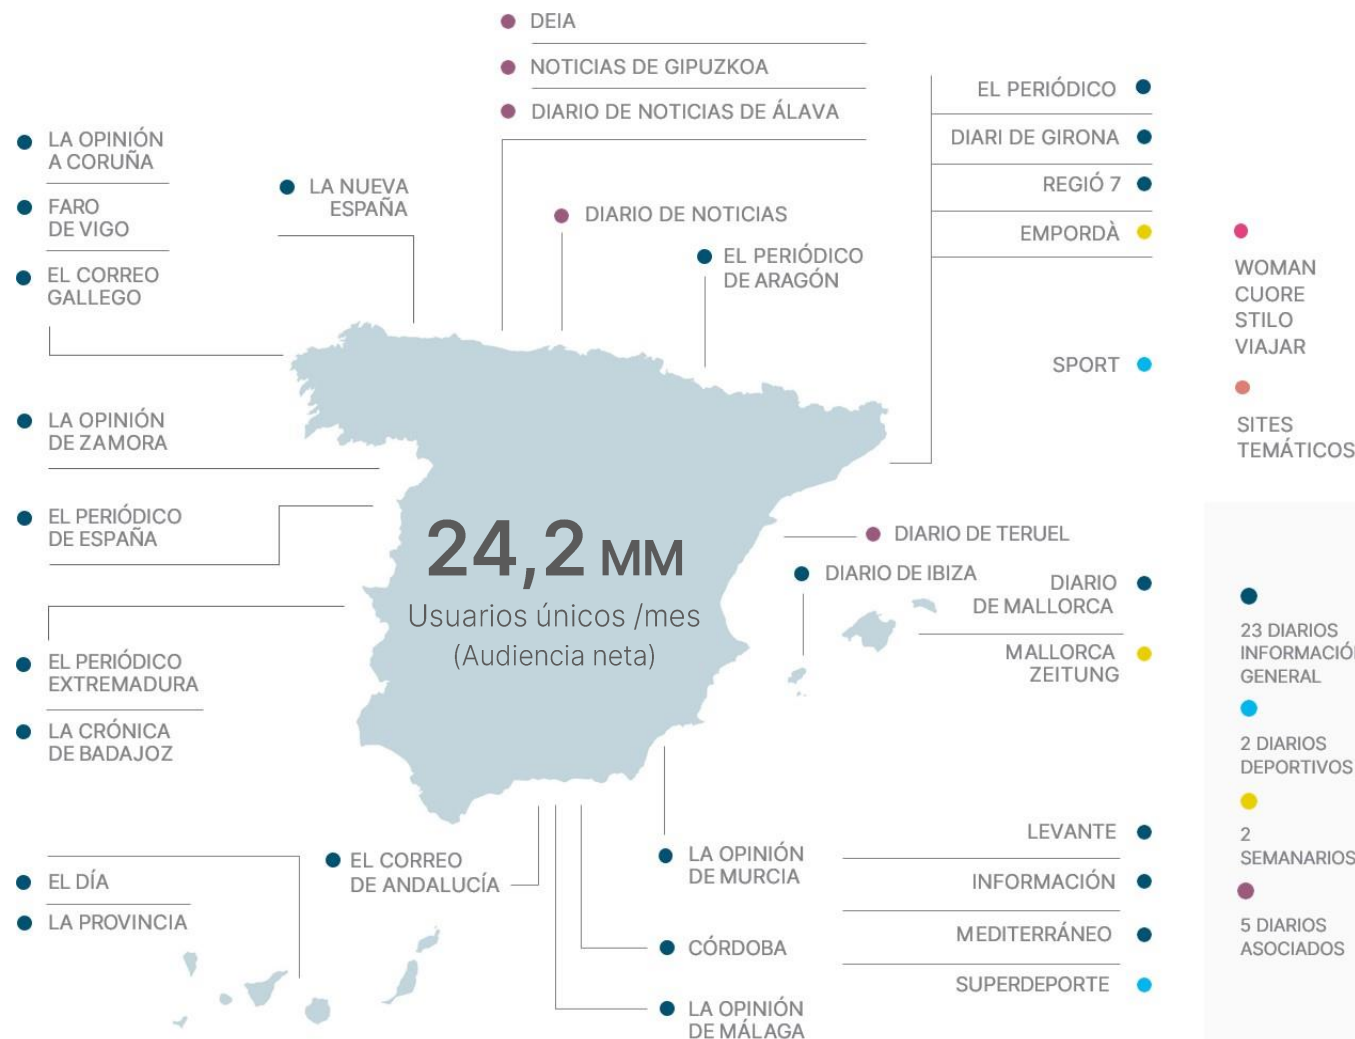 DEIA
NOTICIAS DE GIPUZKOA
DIARIO DE NOTICIAS DE ÁLAVA
LA OPINIÓN
A CORUÑA
FARO
DE VIGO
EL CORREO
GALLEGO
LA NUEVA
ESPAÑA
DIARIO DE NOTICIAS
EL PERIÓDICO
DE ARAGÓN
EL PERIÓDICO
DIARI DE GIRONA
REGIÓ 7
EMPORDÀ
SPORT
WOMAN
CUORE
STILO
VIAJAR
SITES
TEMÁTICOS
LA OPINIÓN
DE ZAMORA
EL PERIÓDICO
DE ESPAÑA
EL PERIÓDICO
EXTREMADURA
LA CRÓNICA
DE BADAJOZ
24,2 MM
Usuarios únicos /mes
(Audiencia neta)
DIARIO DE TERUEL
DIARIO DE IBIZA
DIARIO
DE MALLORCA
MALLORCA
ZEITUNG
EL DÍA
LA PROVINCIA
EL CORREO
DE ANDALUCÍA
LA OPINIÓN
DE MURCIA
CÓRDOBA
LA OPINIÓN
DE MÁLAGA
LEVANTE
INFORMACIÓN
MEDITERRÁNEO
SUPERDEPORTE
23 DIARIOS
INFORMACIÓN
GENERAL
2 DIARIOS
DEPORTIVOS
2
SEMANARIOS
5 DIARIOS
ASOCIADOS